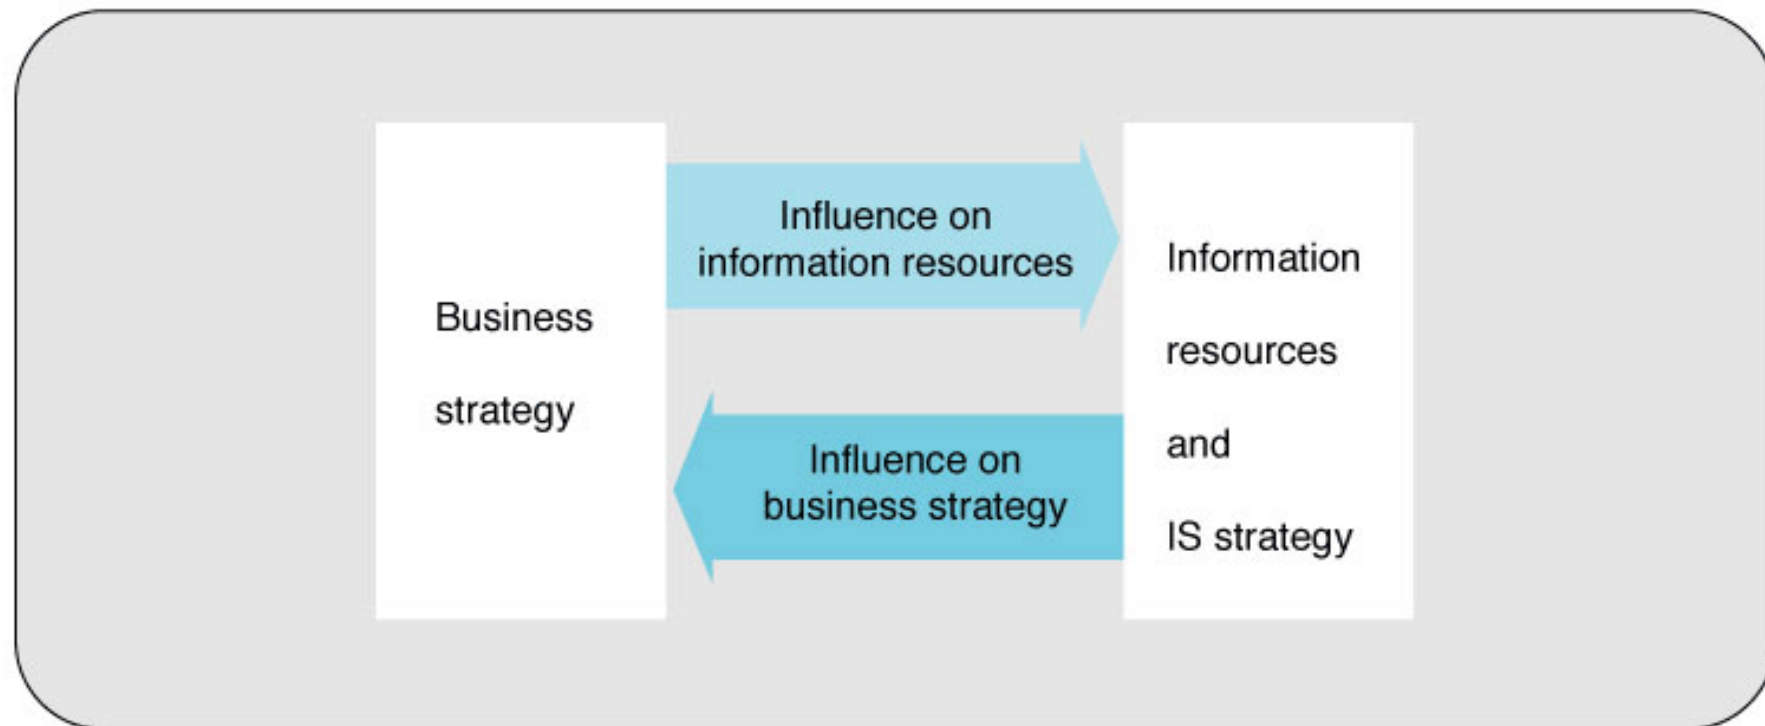 Business
strategy
Influence on
information resources
Influence on
business strategy
Information
resources
and
IS strategy